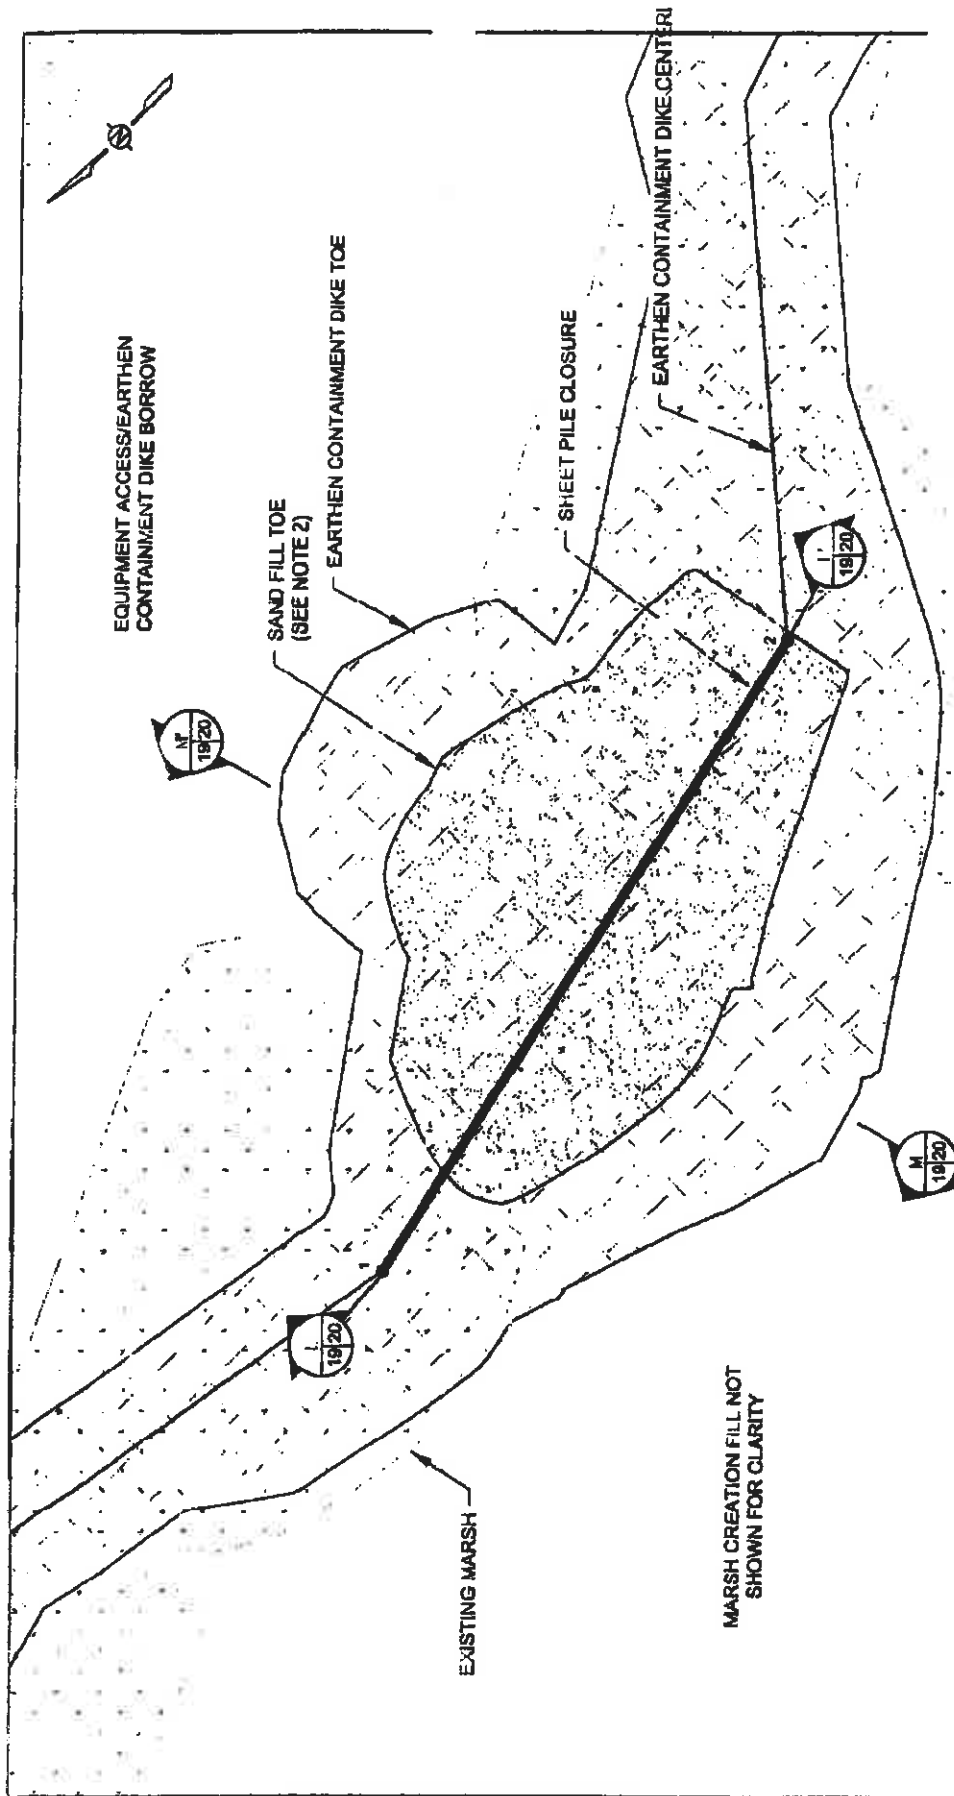 EQUIPMENT ACCESS/EARTHEN
CONTAINMENT DIKE BORROW
SAND FILL TOE
(SEE NOTE 2)
EARTHEN CONTAINMENT DIKE TOE
SHEET PILE CLOSURE
EARTHEN CONTAINMENT DIKE CENTERL
M'
19 20
N
I'
19 20
2
1
I
19 20
M
19 20
EXISTING MARSH
MARSH CREATION FILL NOT
SHOWN FOR CLARITY